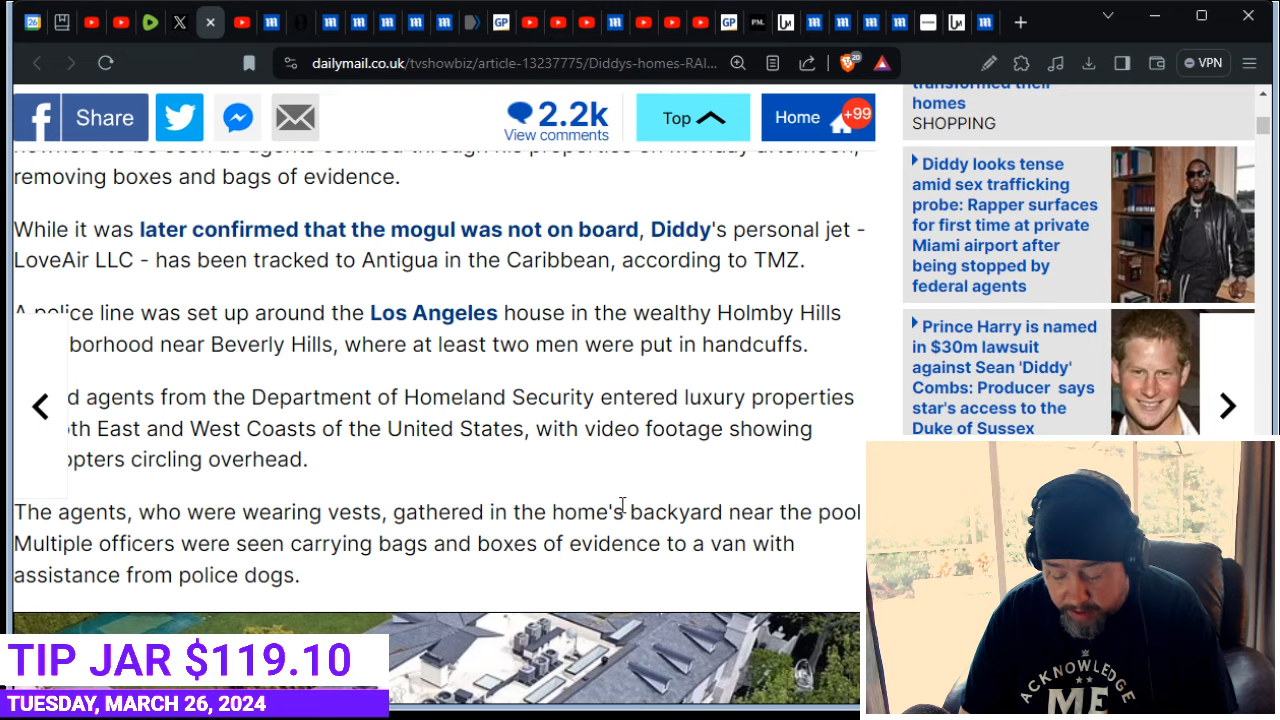 dailymail.co.uk/tvshowbiz/article-13237775/Diddys-homes-RAI...
VPN
f Share
2.2k
View comments
Top
Home
+99
removing boxes and bags of evidence.
While it was later confirmed that the mogul was not on board, Diddy's personal jet -
LoveAir LLC - has been tracked to Antigua in the Caribbean, according to TMZ.
A police line was set up around the Los Angeles house in the wealthy Holmby Hills
borhood near Beverly Hills, where at least two men were put in handcuffs.
d agents from the Department of Homeland Security entered luxury properties
th East and West Coasts of the United States, with video footage showing
opters circling overhead.
The agents, who were wearing vests, gathered in the home's backyard near the pool
Multiple officers were seen carrying bags and boxes of evidence to a van with
assistance from police dogs.
transformed their
homes
SHOPPING
Diddy looks tense
amid sex trafficking
probe: Rapper surfaces
for first time at private
Miami airport after
being stopped by
federal agents
Prince Harry is named
in $30m lawsuit
against Sean 'Diddy'
Combs: Producer says
star's access to the
Duke of Sussex
TIP JAR $119.10
TUESDAY, MARCH 26, 2024
ACKNOWLEDGE
ME